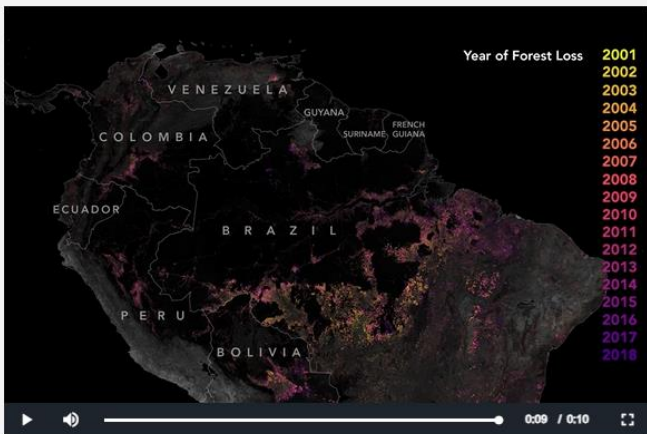 Year of Forest Loss
2001
2002
2003
2004
2005
2006
2007
2008
2009
2010
2011
2012
2013
2014
2015
2016
2017
2018
VENEZUELA
GUYANA
SURINAME
FRENCH
GUIANA
COLOMBIA
ECUADOR
BRAZIL
PERU
BOLIVIA
0:09 / 0:10